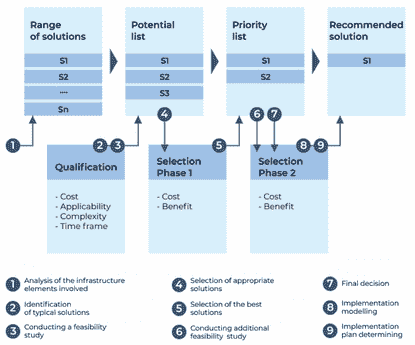 Range
of solutions
S1
S2
....
Sn
Potential
list
S1
S2
S3
Priority
list
S1
S2
Recommended
solution
S1
1
2
3
4
5
6
7
8
9
Qualification
- Cost
- Applicability
- Complexity
- Time frame
Selection
Phase 1
- Cost
- Benefit
Selection
Phase 2
- Cost
- Benefit
1 Analysis of the infrastructure
elements involved
2 Identification
of typical solutions
3 Conducting a feasibility
study
4 Selection of appropriate
solutions
5 Selection of the best
solutions
6 Conducting additional
feasibility study
7 Final decision
8 Implementation
modelling
9 Implementation
plan determining